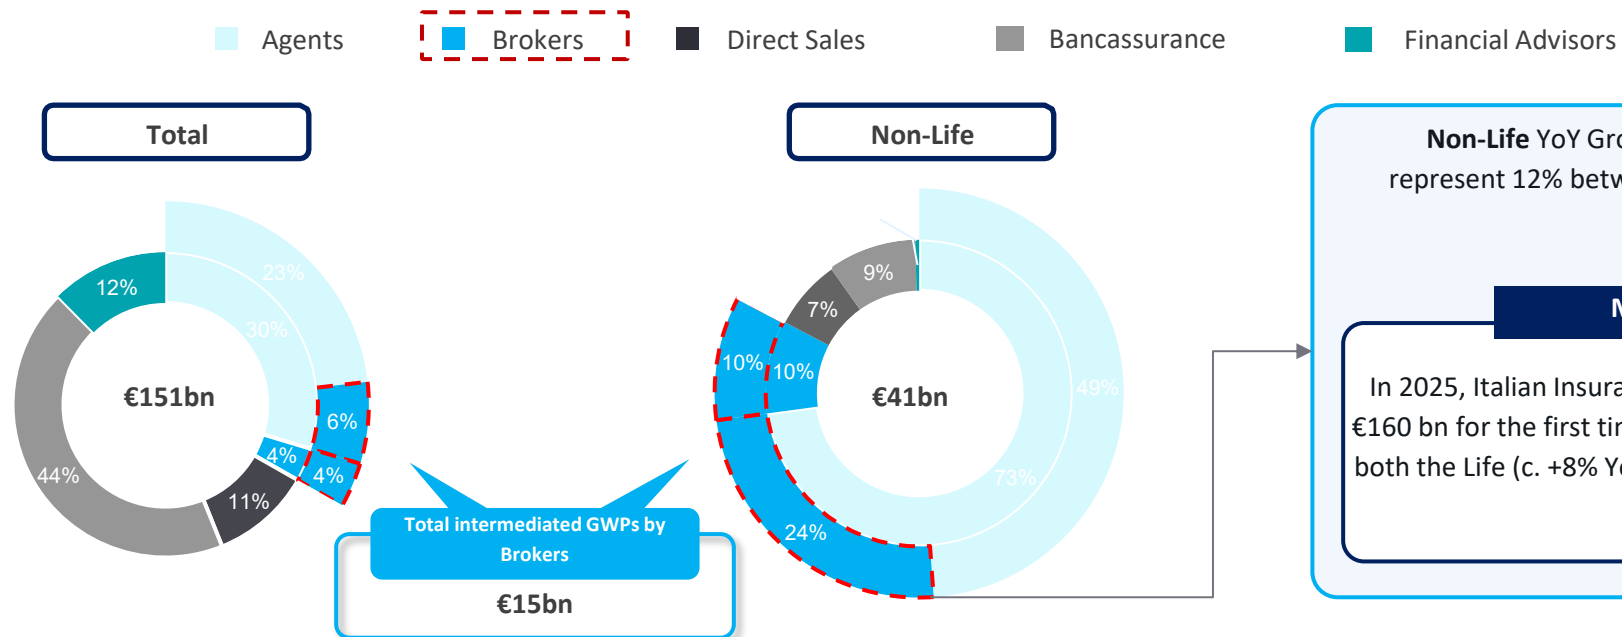 Agents
Brokers
Direct Sales
Bancassurance
Financial Advisors
Total
Non-Life
12%
23%
30%
€151bn
6%
4%
4%
44%
11%
9%
7%
10%
10%
€41bn
49%
73%
24%
Total intermediated GWPs by
Brokers
€15bn
Non-Life YoY Gro
represent 12% betw
N
In 2025, Italian Insura
€160 bn for the first tir
both the Life (c. +8% Y